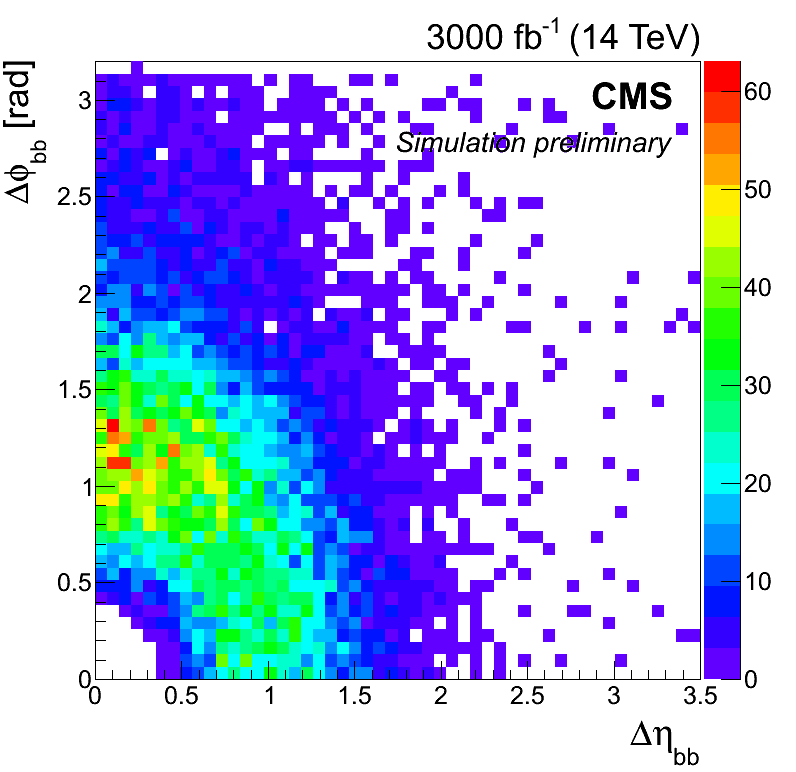 3000 fb⁻¹ (14 TeV)
CMS
Simulation preliminary
Δφ_bb [rad]
3
2.5
2
1.5
1
0.5
0
0 0.5 1 1.5 2 2.5 3 3.5
Δη_bb
60
50
40
30
20
10
0